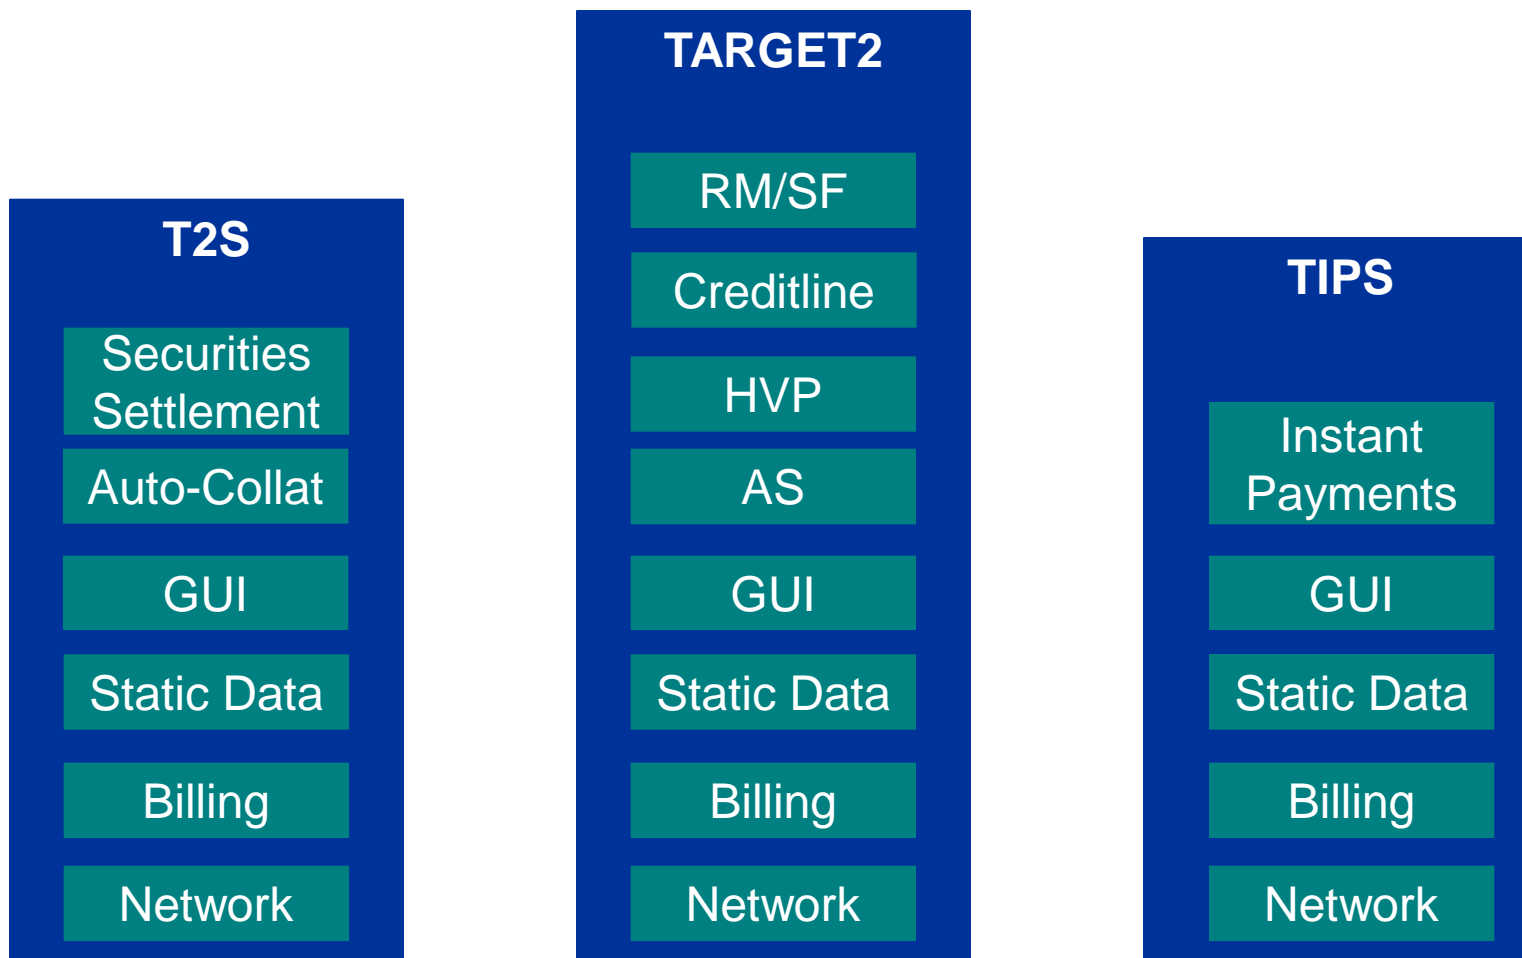 T2S
Securities
Settlement
Auto-Collat
GUI
Static Data
Billing
Network
TARGET2
RM/SF
Creditline
HVP
AS
GUI
Static Data
Billing
Network
TIPS
Instant
Payments
GUI
Static Data
Billing
Network